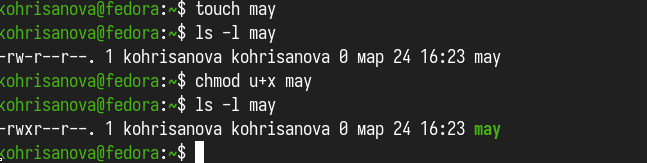 kohrisanova@fedora:~$ touch may
kohrisanova@fedora:~$ ls -l may
-rw-r--r--. 1 kohrisanova kohrisanova 0 мар 24 16:23 may
kohrisanova@fedora:~$ chmod u+x may
kohrisanova@fedora:~$ ls -l may
-rwxr--r--. 1 kohrisanova kohrisanova 0 мар 24 16:23 may
kohrisanova@fedora:~$